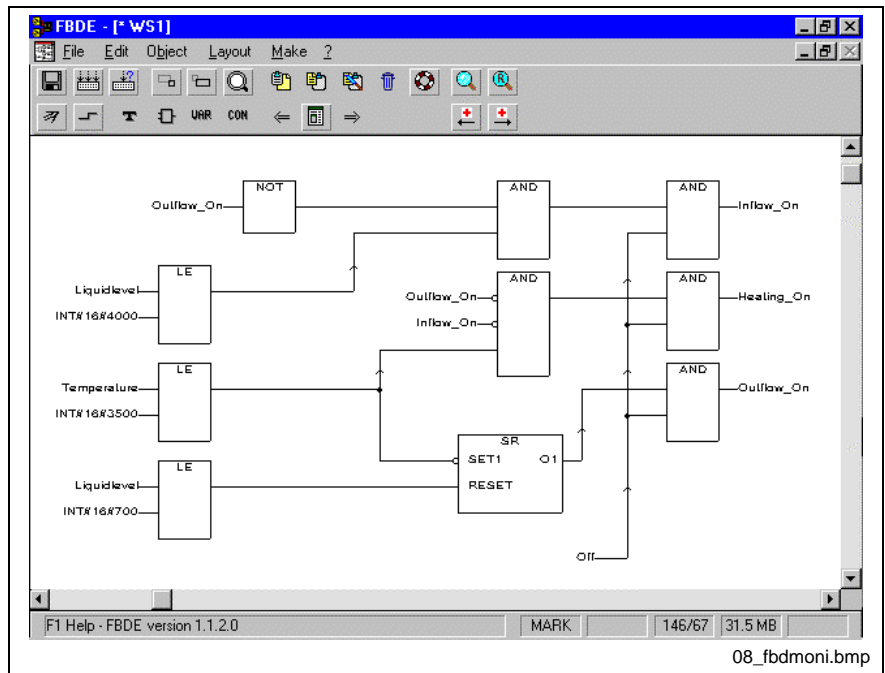 FBDE - [* WS1]
File Edit Object Layout Make ?
VAR CON
NOT
AND
AND
Outflow_On
Inflow_On
LE
Liquidlevel
INT#16#4000
AND
AND
Outflow_On
Heating_On
Inflow_On
LE
Temperature
INT#16#3500
AND
Outflow_On
SR
SET1 O1
RESET
LE
Liquidlevel
INT#16#700
Off
F1 Help - FBDE version 1.1.2.0 MARK 146/67 31.5 MB
08_fbdmoni.bmp